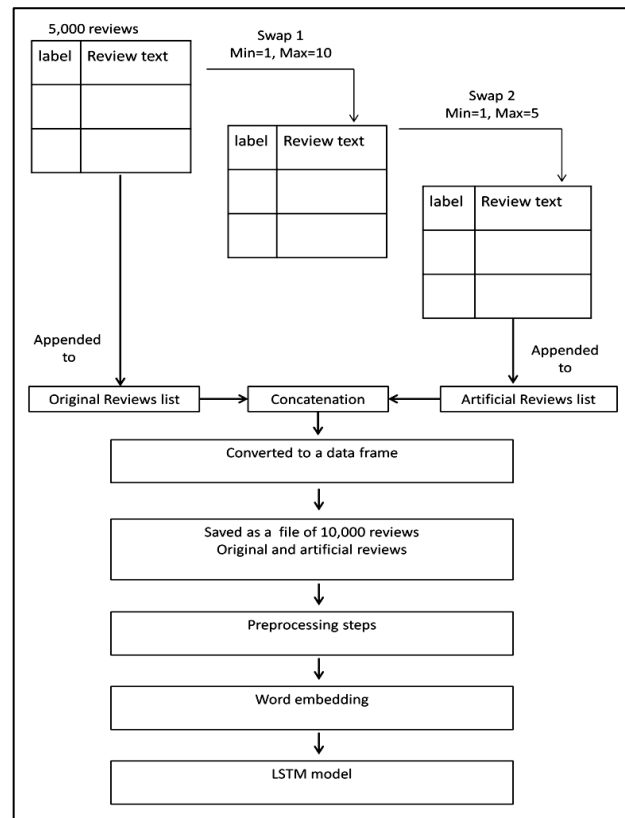 5,000 reviews
label Review text
Swap 1
Min=1, Max=10
label Review text
Swap 2
Min=1, Max=5
label Review text
Appended
to
Appended
to
Original Reviews list
Concatenation
Artificial Reviews list
Converted to a data frame
Saved as a file of 10,000 reviews
Original and artificial reviews
Preprocessing steps
Word embedding
LSTM model